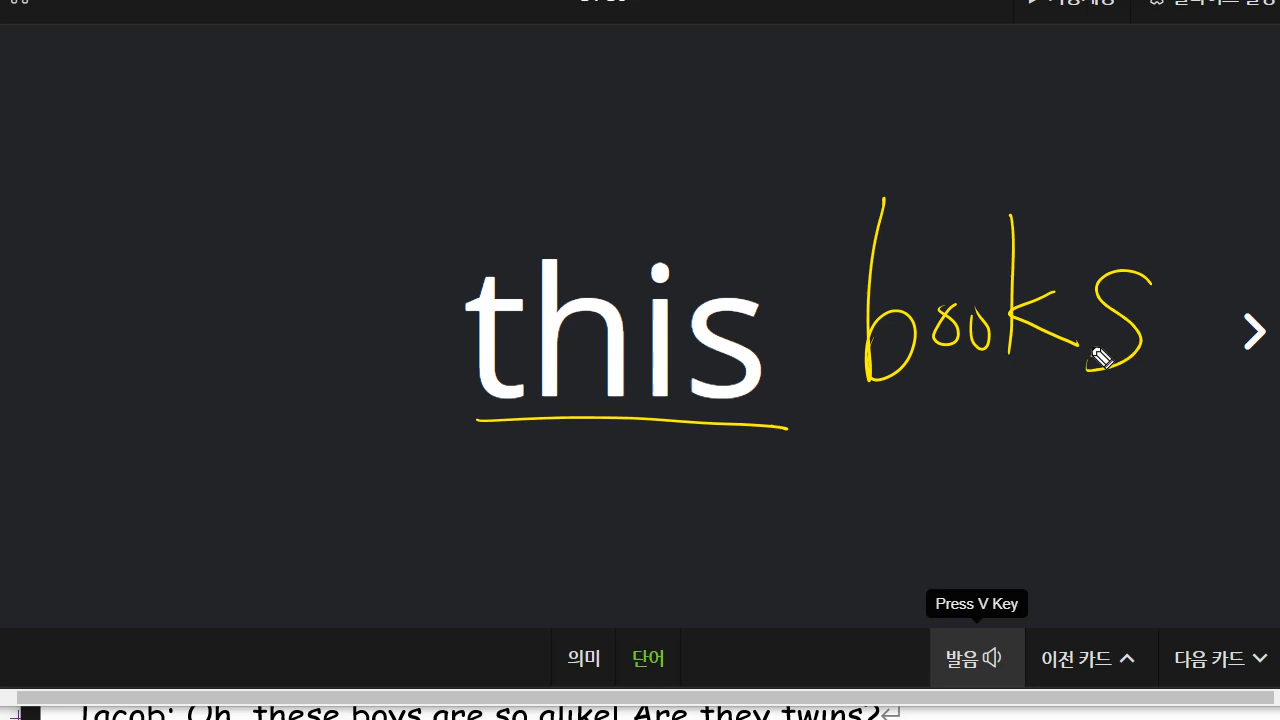 this books
Press V Key
의미 단어 발음 이전 카드 다음 카드
Jacob: Oh, these boys are so alike! Are they twins?